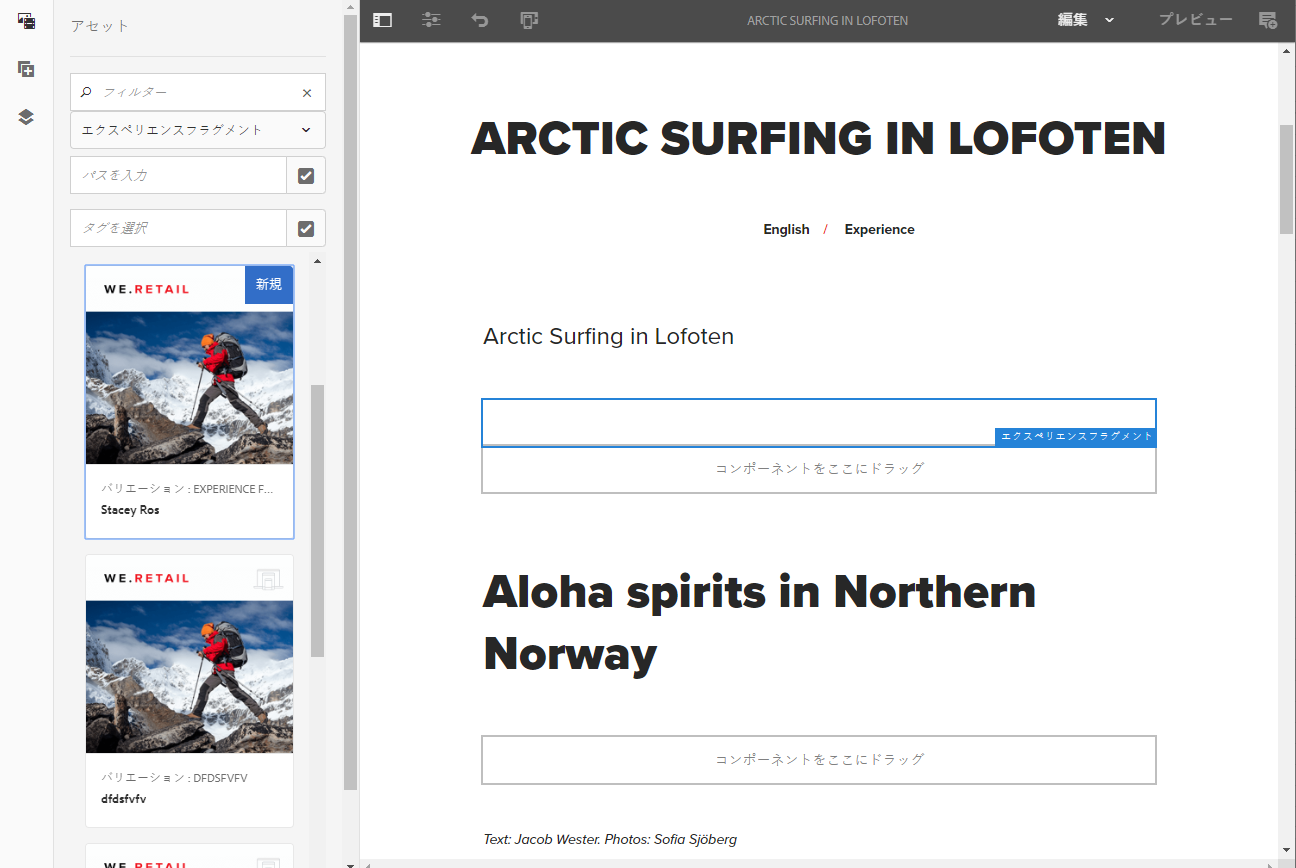 アセット
フィルター
エクスペリエンスフラグメント
パスを入力
タグを選択
WE.RETAIL
新規
バリエーション : EXPERIENCE F...
Stacey Ros
WE.RETAIL
バリエーション : DFDSFVFV
dfdsfvfv
WE.RETAIL
ARCTIC SURFING IN LOFOTEN
編集
プレビュー
ARCTIC SURFING IN LOFOTEN
English / Experience
Arctic Surfing in Lofoten
エクスペリエンスフラグメント
コンポーネントをここにドラッグ
Aloha spirits in Northern
Norway
コンポーネントをここにドラッグ
Text: Jacob Wester. Photos: Sofia Sjöberg